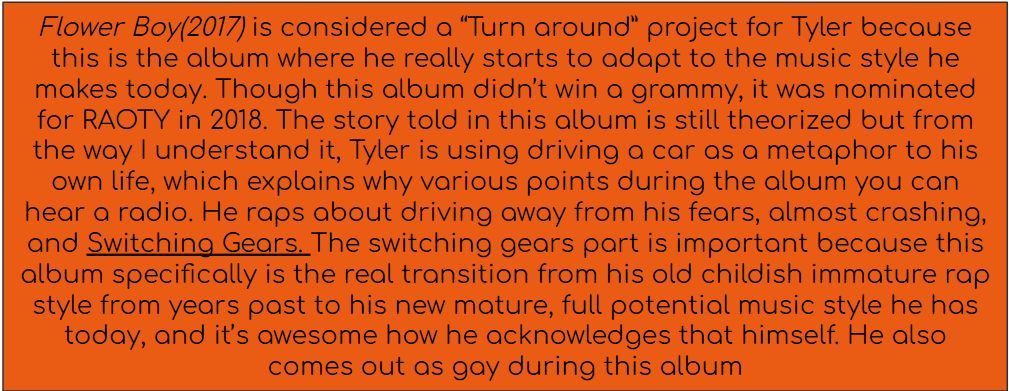 Flower Boy(2017) is considered a “Turn around” project for Tyler because
this is the album where he really starts to adapt to the music style he
makes today. Though this album didn’t win a grammy, it was nominated
for RAOTY in 2018. The story told in this album is still theorized but from
the way I understand it, Tyler is using driving a car as a metaphor to his
own life, which explains why various points during the album you can
hear a radio. He raps about driving away from his fears, almost crashing,
and Switching Gears. The switching gears part is important because this
album specifically is the real transition from his old childish immature rap
style from years past to his new mature, full potential music style he has
today, and it’s awesome how he acknowledges that himself. He also
comes out as gay during this album